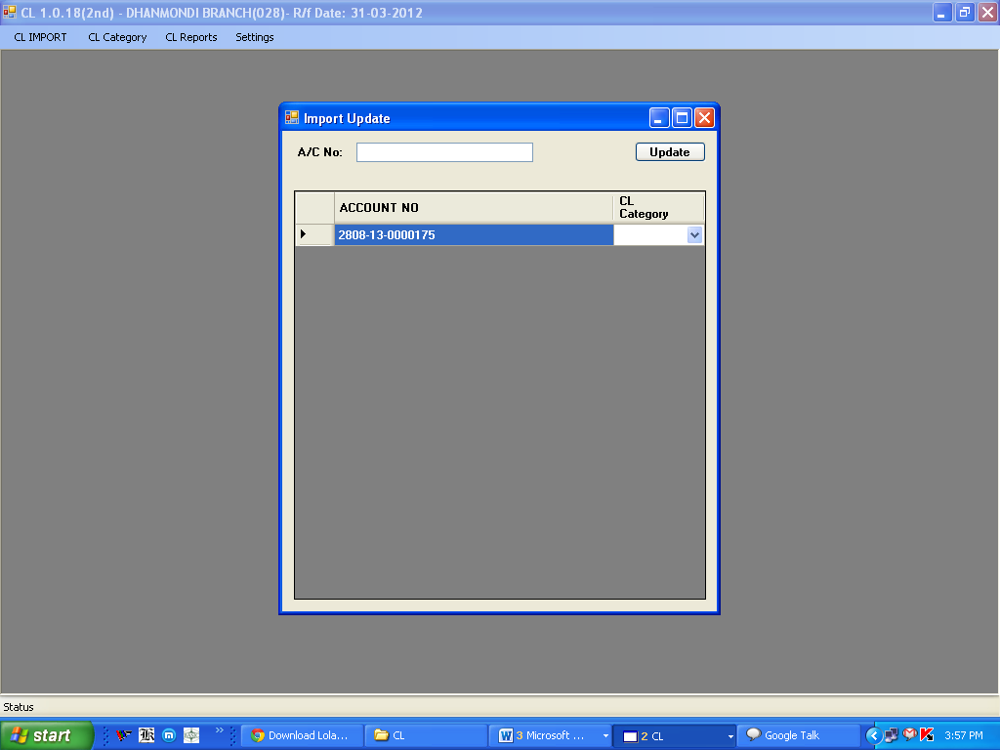 CL 1.0.18(2nd) - DHANMONDI BRANCH(028)- R/f Date: 31-03-2012
CL IMPORT CL Category CL Reports Settings
Import Update
A/C No: Update
ACCOUNT NO
CL
Category
2808-13-0000175
Status
start Download Lola... CL 3 Microsoft ... 2 CL Google Talk 3:57 PM